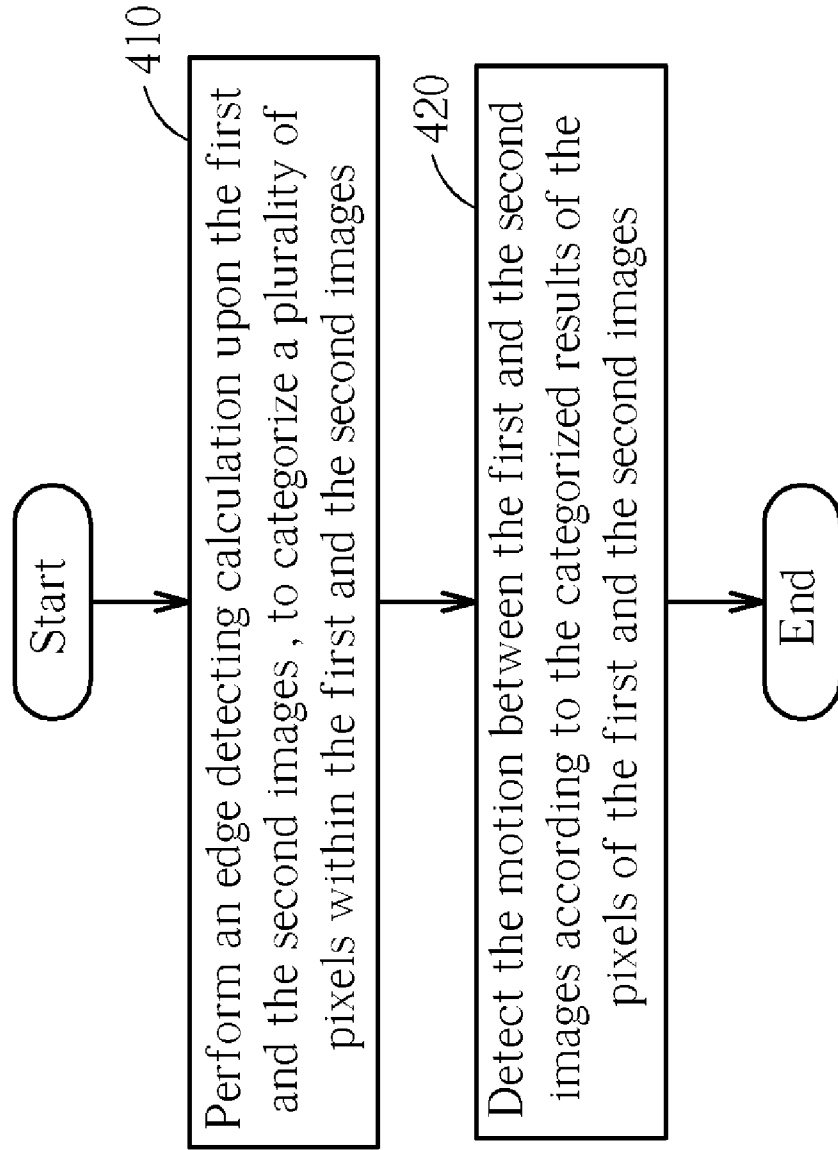 Start
410
Perform an edge detecting calculation upon the first
and the second images , to categorize a plurality of
pixels within the first and the second images
420
Detect the motion between the first and the second
images according to the categorized results of the
pixels of the first and the second images
End